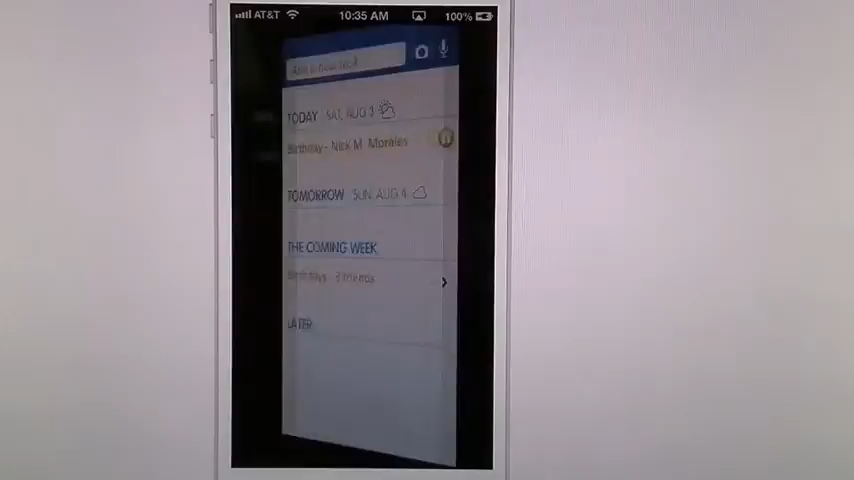 AT&T 10:35 AM 100%
TODAY SAT, AUG 3
Birthday - Nick M. Morales
TOMORROW SUN, AUG 4
THE COMING WEEK
Birthdays - 3 friends
LATER